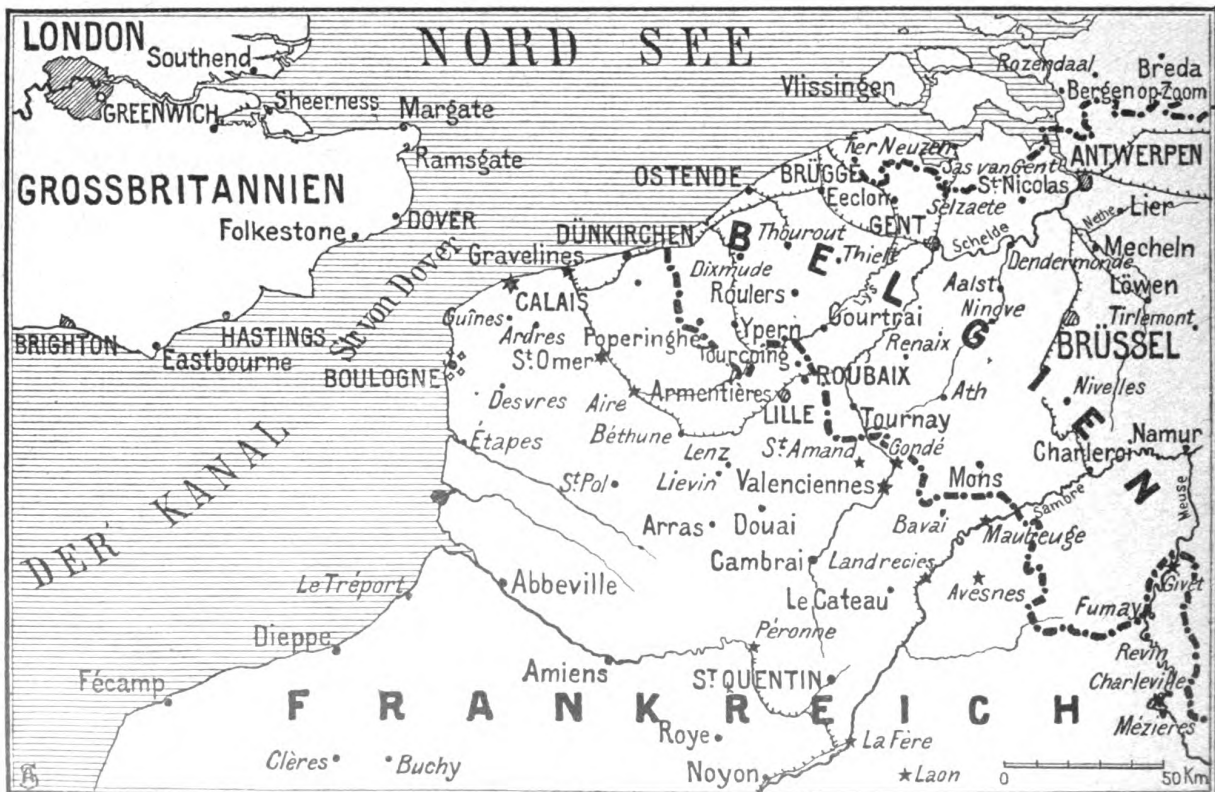 LONDON
Southend
NORD SEE
Rozendaal
Breda
Vlissingen
Bergen op-Zoom
GREENWICH
Sheerness
Margate
Ramsgate
Ter Neuzen
Sas van Gent
ANTWERPEN
GROSSBRITANNIEN
OSTENDE
BRÜGGE
Eeclon
St Nicolas
Selzaete
Nethe
Lier
Folkestone
DOVER
DÜNKIRCHEN
Thourout
GENT
Schelde
Mecheln
Gravelines
BELGIEN
Dixmude
Thielt
Dendermonde
Löwen
Str. von Dover
CALAIS
Roulers
Lys
Aalst
Ninove
Tirlemont
Guînes
Ardres
Poperinghe
Ypern
Courtrai
BRIGHTON
HASTINGS
Eastbourne
St Omer
Tourcoing
Renaix
BRÜSSEL
BOULOGNE
ROUBAIX
Desvres
Aire
Armentières
LILLE
Ath
Nivelles
Étapes
Béthune
Tournay
Charleroi
Namur
Lenz
St Amand
Condé
DER KANAL
St Pol
Lievin
Valenciennes
Mons
Sambre
Meuse
Arras
Douai
Bavai
Maubeuge
Cambrai
Landrecies
Le Tréport
Abbeville
Le Cateau
Avesnes
Fumay
Givet
Dieppe
Péronne
Revin
Amiens
St QUENTIN
Charleville
Fécamp
FRANKREICH
Mézières
Roye
La Fère
Clères
Buchy
Noyon
Laon
0
50 Km